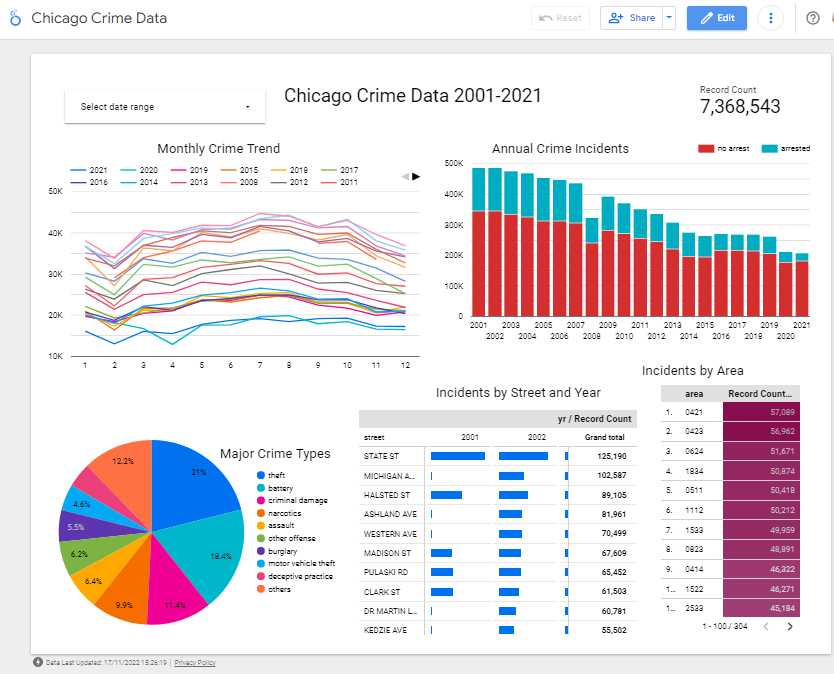 Chicago Crime Data
Reset
Share
Edit
Select date range
Chicago Crime Data 2001-2021
Record Count
7,368,543
Monthly Crime Trend
2021 2020 2019 2015 2018 2017
2016 2014 2013 2008 2012 2011
50K
40K
30K
20K
10K
1 2 3 4 5 6 7 8 9 10 11 12
Annual Crime Incidents
no arrest arrested
500K
400K
300K
200K
100K
0
2001 2003 2005 2007 2009 2011 2013 2015 2017 2019 2021
2002 2004 2006 2008 2010 2012 2014 2016 2018 2020
Major Crime Types
theft
battery
criminal damage
narcotics
assault
other offense
burglary
motor vehicle theft
deceptive practice
others
21%
18.4%
11.4%
9.9%
6.4%
6.2%
5.5%
4.6%
12.2%
Incidents by Street and Year
yr / Record Count
street 2001 2002 Grand total
STATE ST 125,190
MICHIGAN A... 102,587
HALSTED ST 89,105
ASHLAND AVE 81,961
WESTERN AVE 70,499
MADISON ST 67,609
PULASKI RD 65,452
CLARK ST 61,503
DR MARTIN L... 60,781
KEDZIE AVE 55,502
Incidents by Area
area Record Count...
1. 0421 57,089
2. 0423 56,962
3. 0624 51,671
4. 1834 50,874
5. 0511 50,418
6. 1112 50,212
7. 1533 49,959
8. 0823 48,891
9. 0414 46,322
1... 1522 46,271
1... 2533 45,184
1 - 100 / 304
Data Last Updated: 17/11/2022 15:26:19 | Privacy Policy